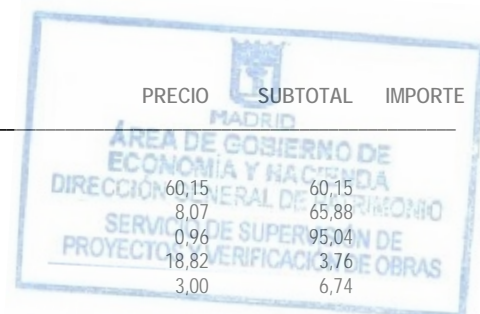 PRECIO SUBTOTAL IMPORTE
MADRID
ÁREA DE GOBIERNO DE
ECONOMÍA Y HACIENDA
DIRECCIÓN GENERAL DE PATRIMONIO
60,15 60,15
8,07 65,88
SERVICIO DE SUPERVISIÓN DE
0,96 95,04
PROYECTOS Y VERIFICACIÓN DE OBRAS
18,82 3,76
3,00 6,74